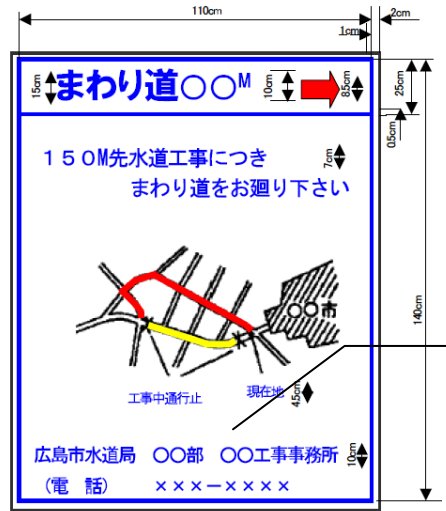 110cm
2cm
1cm
15cm
まわり道○○M
10cm
85cm
25cm
0.5cm
150M先水道工事につき
7cm
まわり道をお廻り下さい
140cm
○○市
工事中通行止
現在地
45cm
広島市水道局 ○○部 ○○工事事務所
10cm
(電 話) ×××-××××